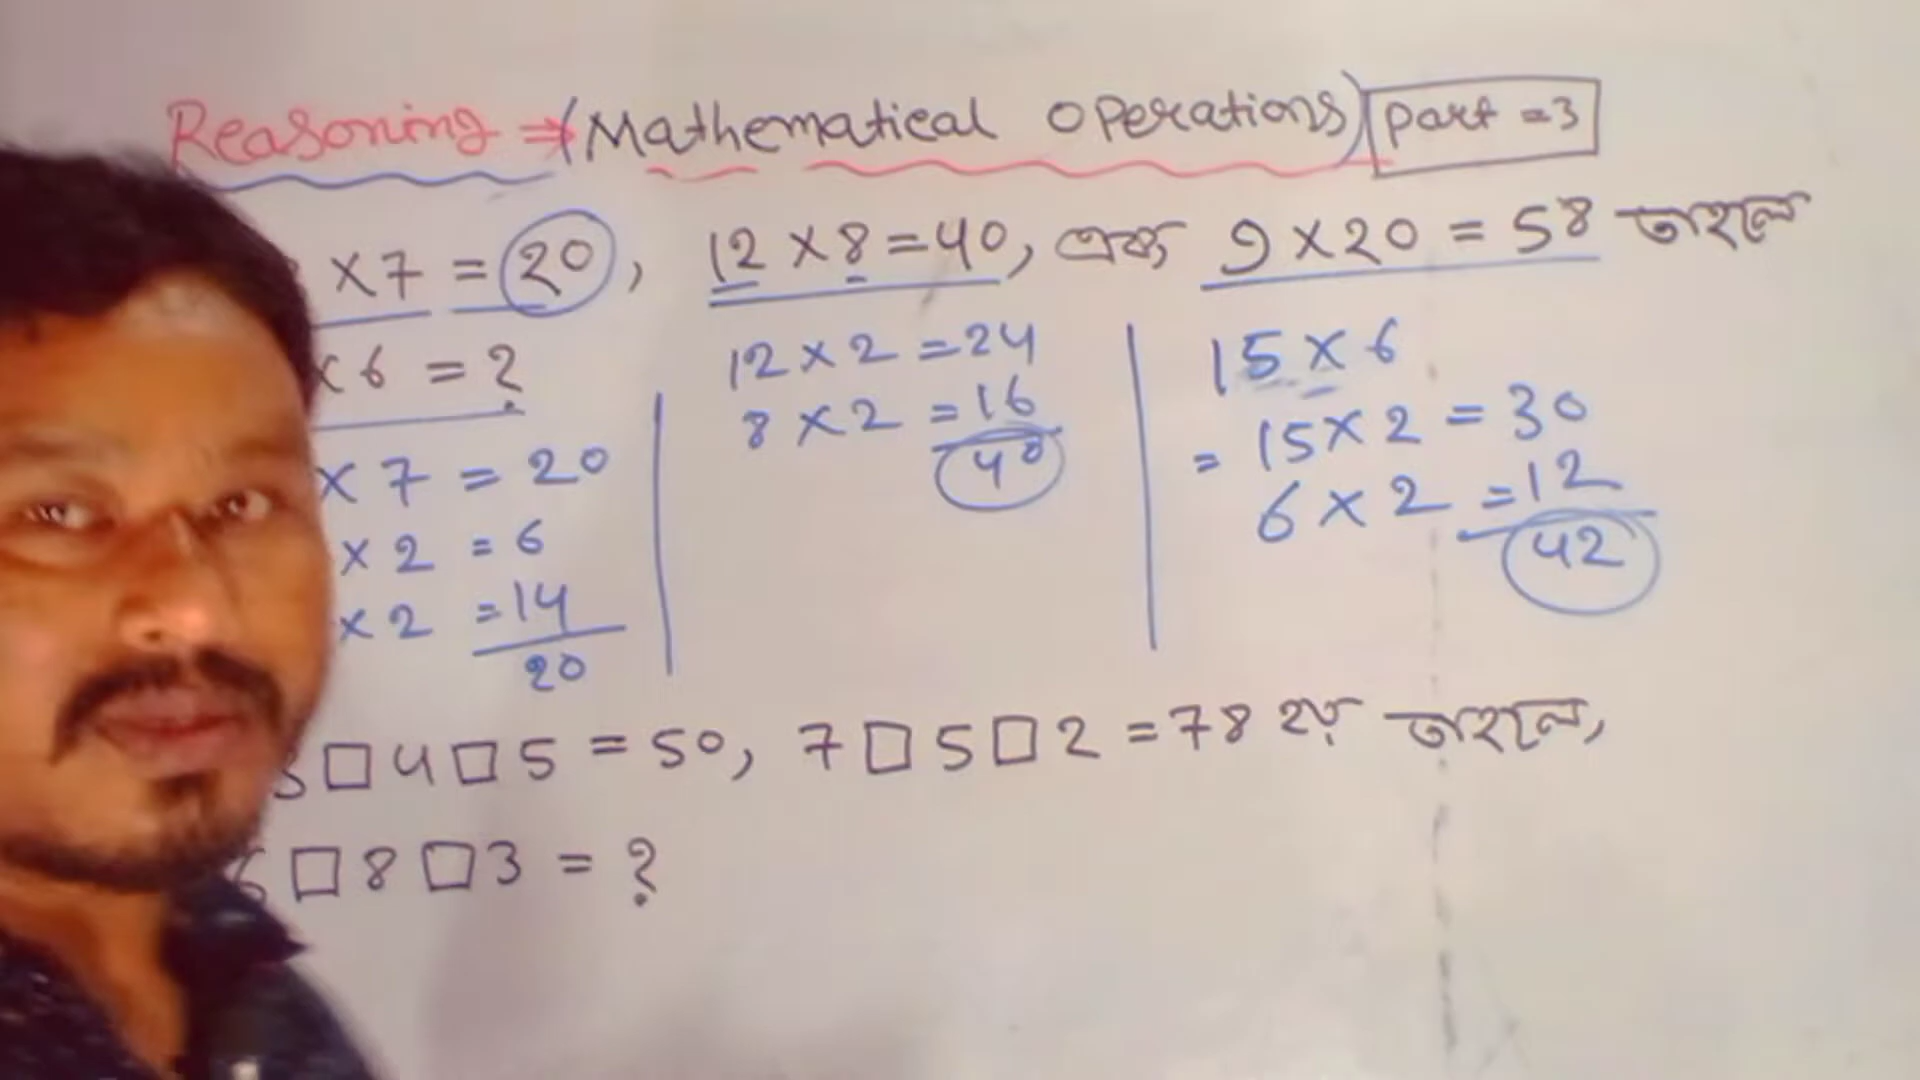 Reasoning ⇒ (Mathematical Operations) Part = 3
×7 = 20, 12 × 8 = 40, এবং 9 × 20 = 58 তাহলে
×6 = ?
× 7 = 20
× 2 = 6
× 2 = 14
20
12 × 2 = 24
8 × 2 = 16
40
15 × 6
= 15 × 2 = 30
6 × 2 = 12
42
3 □ 4 □ 5 = 50, 7 □ 5 □ 2 = 78 হয় তাহলে,
6 □ 8 □ 3 = ?